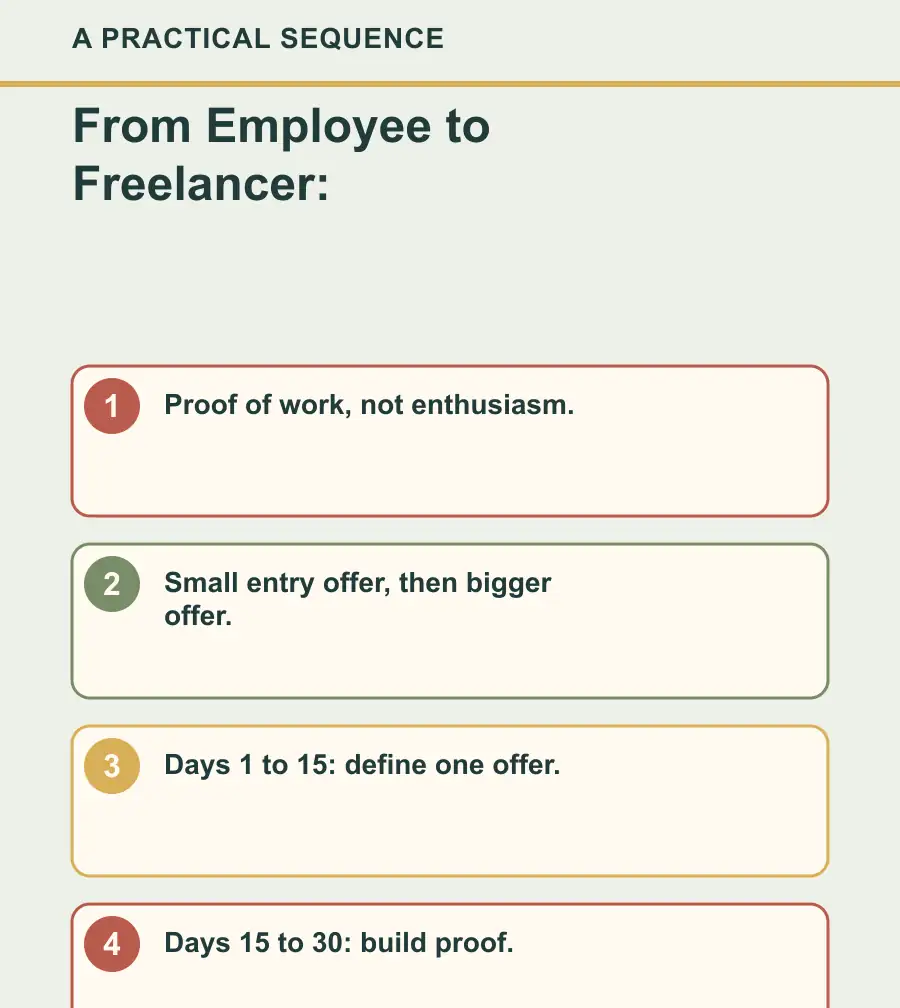 A PRACTICAL SEQUENCE
From Employee to
Freelancer:
1
Proof of work, not enthusiasm.
2
Small entry offer, then bigger
offer.
3
Days 1 to 15: define one offer.
4
Days 15 to 30: build proof.